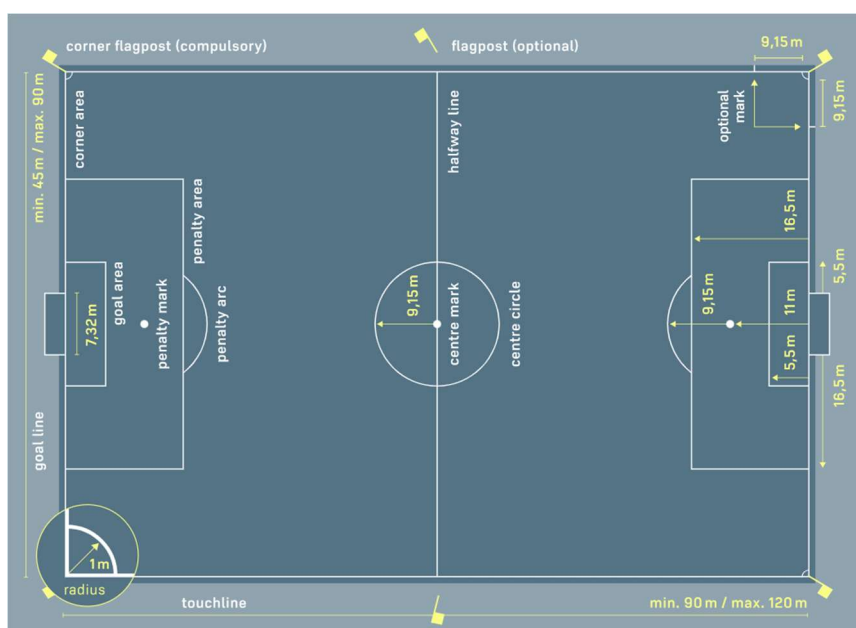 corner flagpost (compulsory)
flagpost (optional)
9,15 m
min. 45 m / max. 90 m
corner area
halfway line
optional
mark
9,15 m
penalty area
16,5 m
goal area
5,5 m
7,32 m
penalty mark
penalty arc
9,15 m
centre mark
centre circle
9,15 m
11 m
5,5 m
16,5 m
goal line
1 m
radius
touchline
min. 90 m / max. 120 m